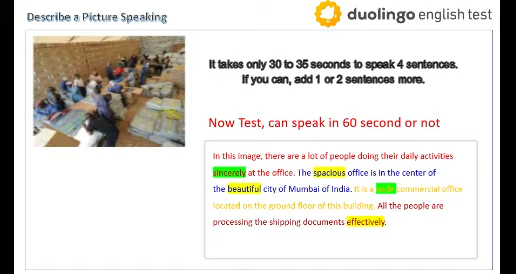 Describe a Picture Speaking
duolingo english test
It takes only 30 to 35 seconds to speak 4 sentences.
If you can, add 1 or 2 sentences more.
Now Test, can speak in 60 second or not
In this image, there are a lot of people doing their daily activities
sincerely at the office. The spacious office is in the center of
the beautiful city of Mumbai of India. It is a commercial office
located on the ground floor of this building. All the people are
processing the shipping documents effectively.